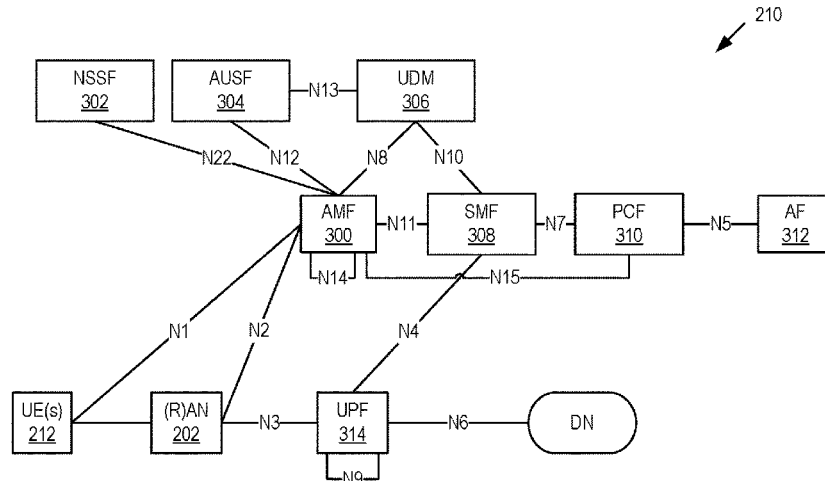 210
NSSF
302
AUSF
304
N13
UDM
306
N22
N12
N8
N10
AMF
300
N11
SMF
308
N7
PCF
310
N5
AF
312
N14
N15
N1
N2
N4
UE(s)
212
(R)AN
202
N3
UPF
314
N6
DN
N9